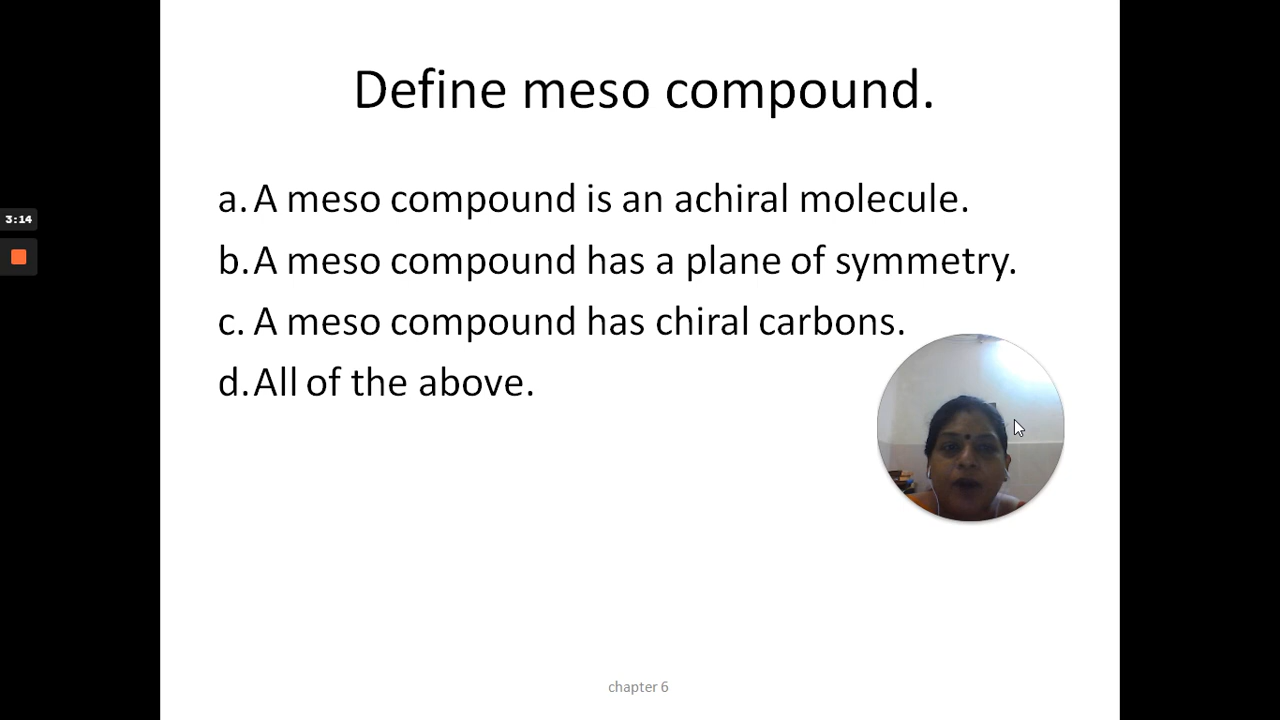 Define meso compound.
a. A meso compound is an achiral molecule.
b. A meso compound has a plane of symmetry.
3:14
c. A meso compound has chiral carbons.
d. All of the above.
chapter 6